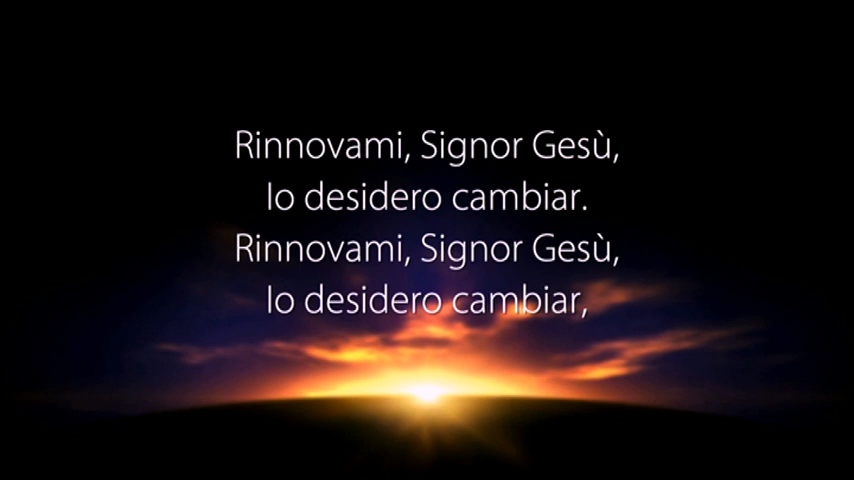 Rinnovami, Signor Gesù,
Io desidero cambiar.
Rinnovami, Signor Gesù,
Io desidero cambiar,